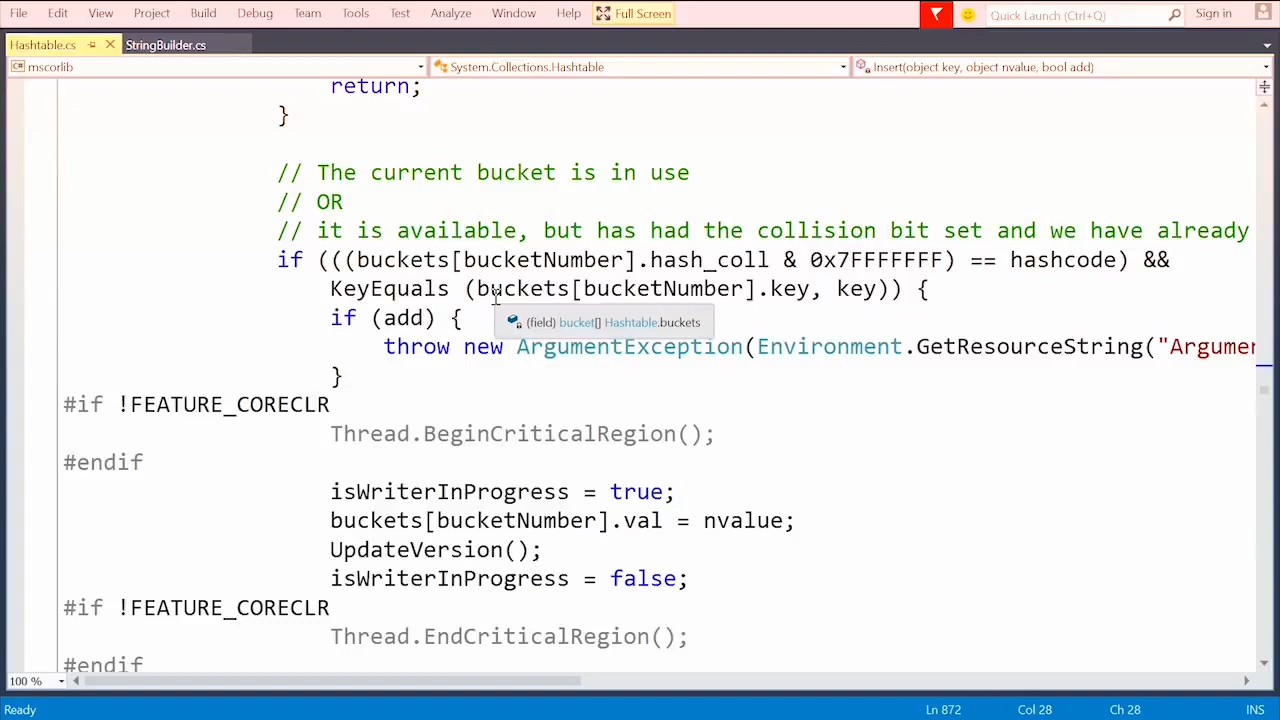 File Edit View Project Build Debug Team Tools Test Analyze Window Help Full Screen Quick Launch (Ctrl+Q) Sign in
Hashtable.cs StringBuilder.cs
C# mscorlib System.Collections.Hashtable Insert(object key, object nvalue, bool add)
return;
}
// The current bucket is in use
// OR
// it is available, but has had the collision bit set and we have already
if (((buckets[bucketNumber].hash_coll & 0x7FFFFFFF) == hashcode) &&
KeyEquals (buckets[bucketNumber].key, key)) {
if (add) {
(field) bucket[] Hashtable.buckets
throw new ArgumentException(Environment.GetResourceString("Argumen
}
#if !FEATURE_CORECLR
Thread.BeginCriticalRegion();
#endif
isWriterInProgress = true;
buckets[bucketNumber].val = nvalue;
UpdateVersion();
isWriterInProgress = false;
#if !FEATURE_CORECLR
Thread.EndCriticalRegion();
#endif
100 %
Ready Ln 872 Col 28 Ch 28 INS